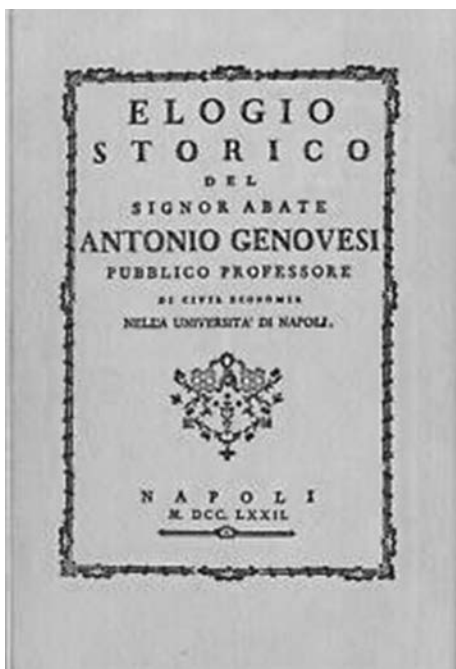 ELOGIO
STORICO
DEL
SIGNOR ABATE
ANTONIO GENOVESI
PUBBLICO PROFESSORE
DI CIVIL ECONOMIA
NELLA UNIVERSITA' DI NAPOLI.
NAPOLI
M. DCC. LXXII.